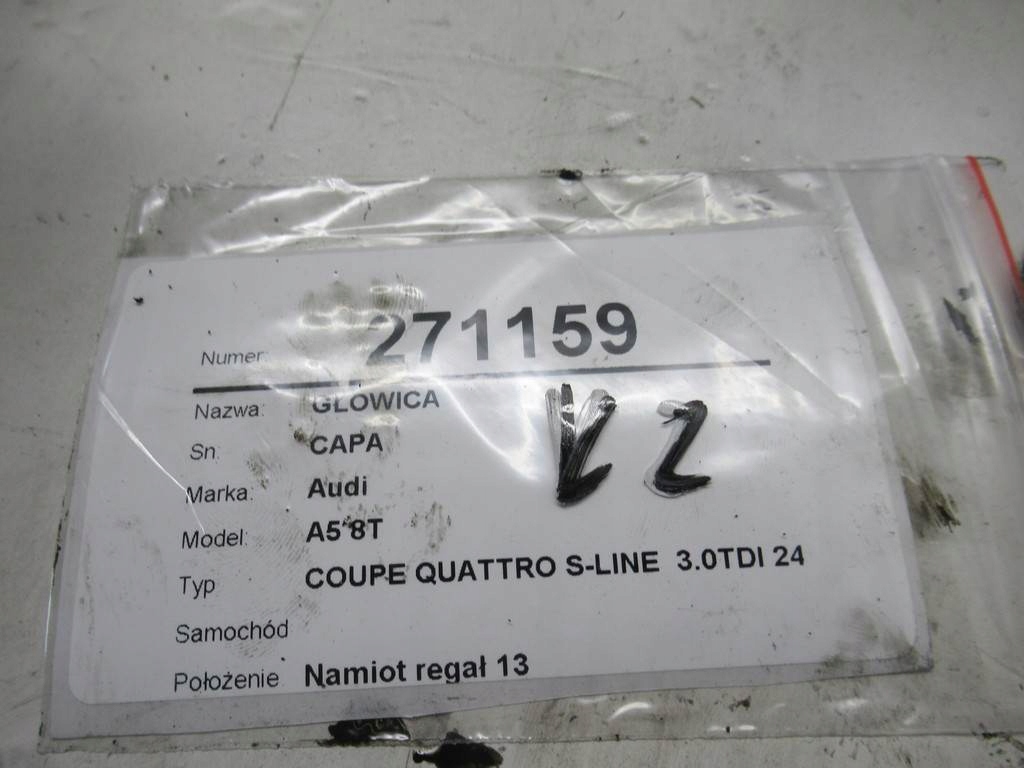 Numer: 271159
Nazwa: GŁOWICA
Sn: CAPA
Marka: Audi
Model: A5 8T
Typ COUPE QUATTRO S-LINE 3.0TDI 24
Samochód
Położenie Namiot regał 13